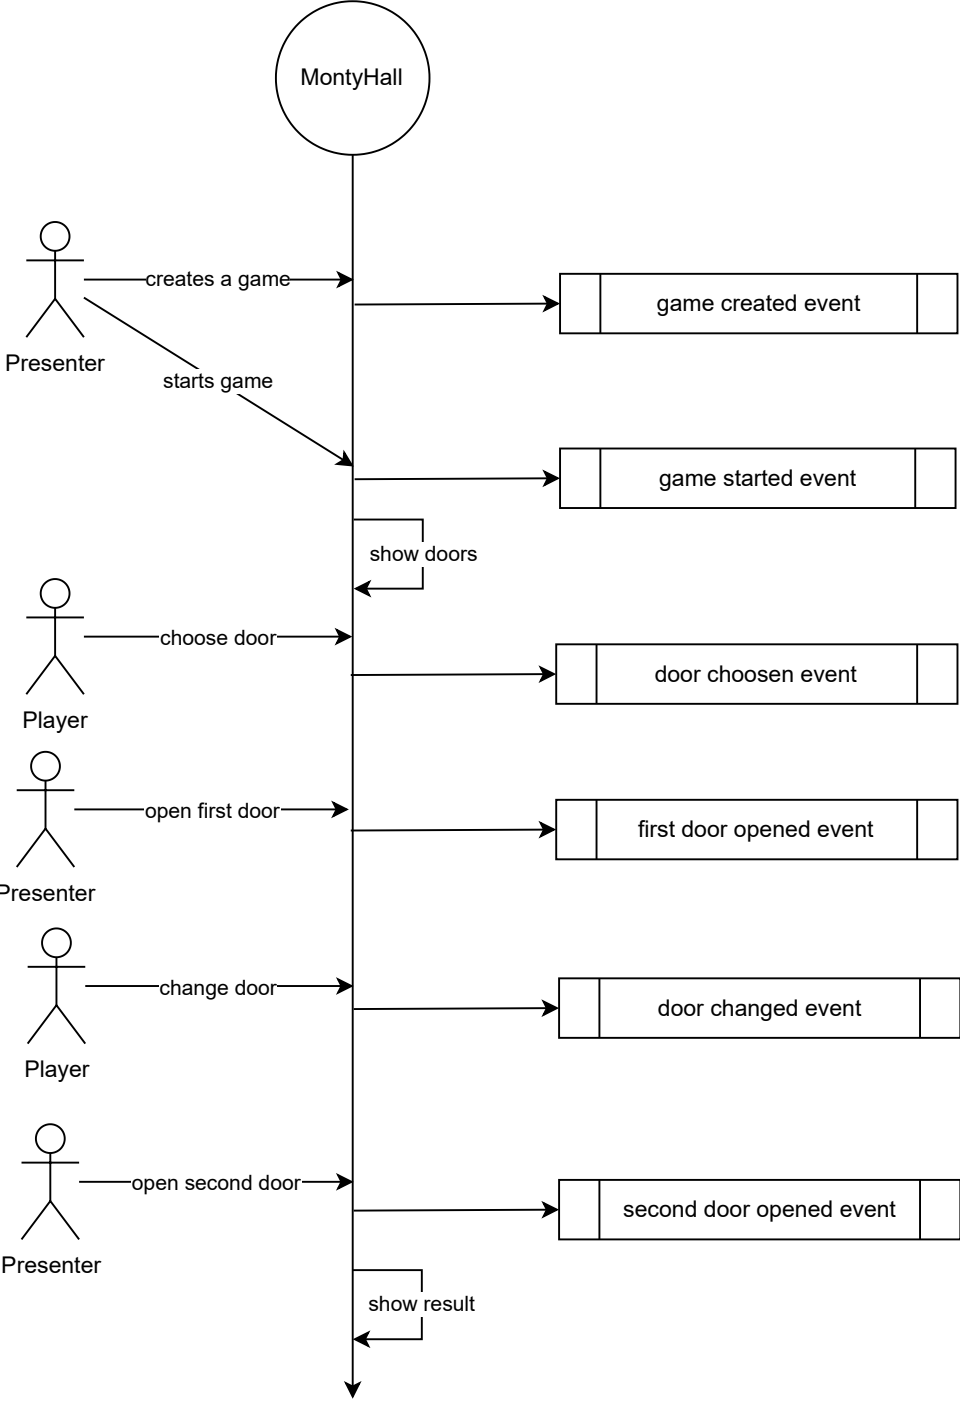 MontyHall
creates a game
game created event
Presenter
starts game
game started event
show doors
choose door
door choosen event
Player
open first door
first door opened event
Presenter
change door
door changed event
Player
open second door
second door opened event
Presenter
show result